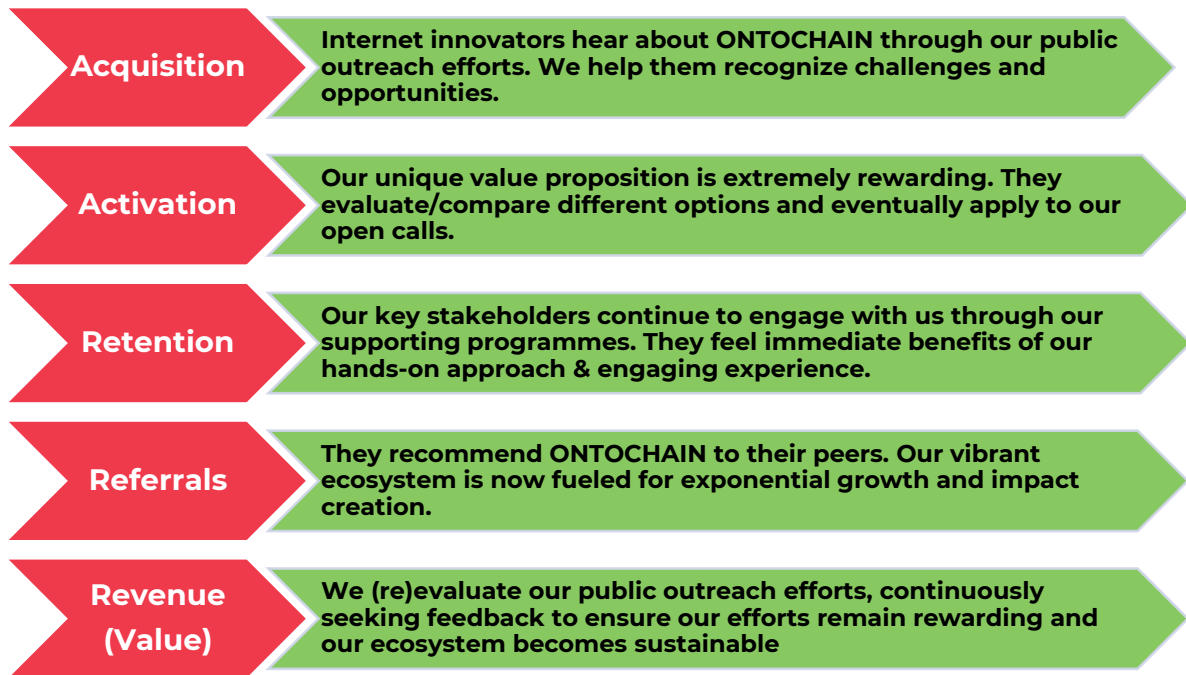 Acquisition
Internet innovators hear about ONTOCHAIN through our public
outreach efforts. We help them recognize challenges and
opportunities.
Activation
Our unique value proposition is extremely rewarding. They
evaluate/compare different options and eventually apply to our
open calls.
Retention
Our key stakeholders continue to engage with us through our
supporting programmes. They feel immediate benefits of our
hands-on approach & engaging experience.
Referrals
They recommend ONTOCHAIN to their peers. Our vibrant
ecosystem is now fueled for exponential growth and impact
creation.
Revenue
(Value)
We (re)evaluate our public outreach efforts, continuously
seeking feedback to ensure our efforts remain rewarding and
our ecosystem becomes sustainable